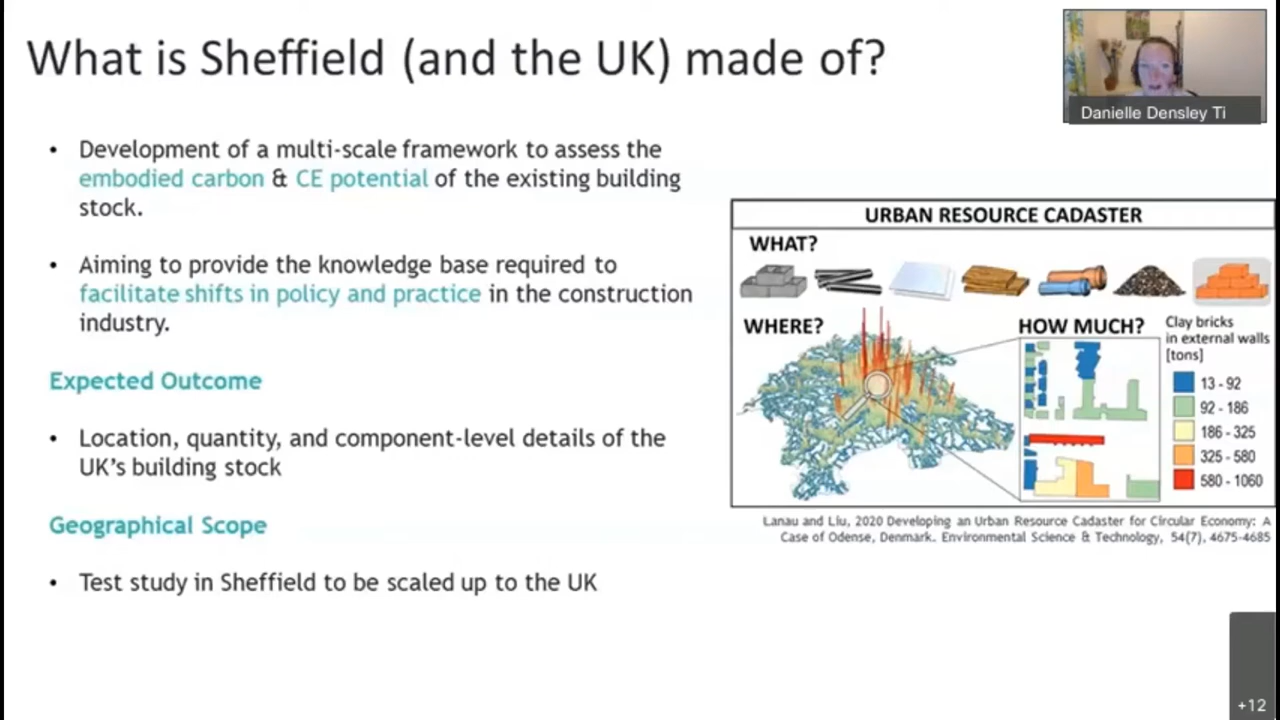 What is Sheffield (and the UK) made of?
Danielle Densley Ti
• Development of a multi-scale framework to assess the
embodied carbon & CE potential of the existing building
stock.
• Aiming to provide the knowledge base required to
facilitate shifts in policy and practice in the construction
industry.
Expected Outcome
• Location, quantity, and component-level details of the
UK's building stock
Geographical Scope
• Test study in Sheffield to be scaled up to the UK
URBAN RESOURCE CADASTER
WHAT?
WHERE?
HOW MUCH?
Clay bricks
in external walls
[tons]
13 - 92
92 - 186
186 - 325
325 - 580
580 - 1060
Lanau and Liu, 2020 Developing an Urban Resource Cadaster for Circular Economy: A
Case of Odense, Denmark. Environmental Science & Technology, 54(7), 4675-4685
+12